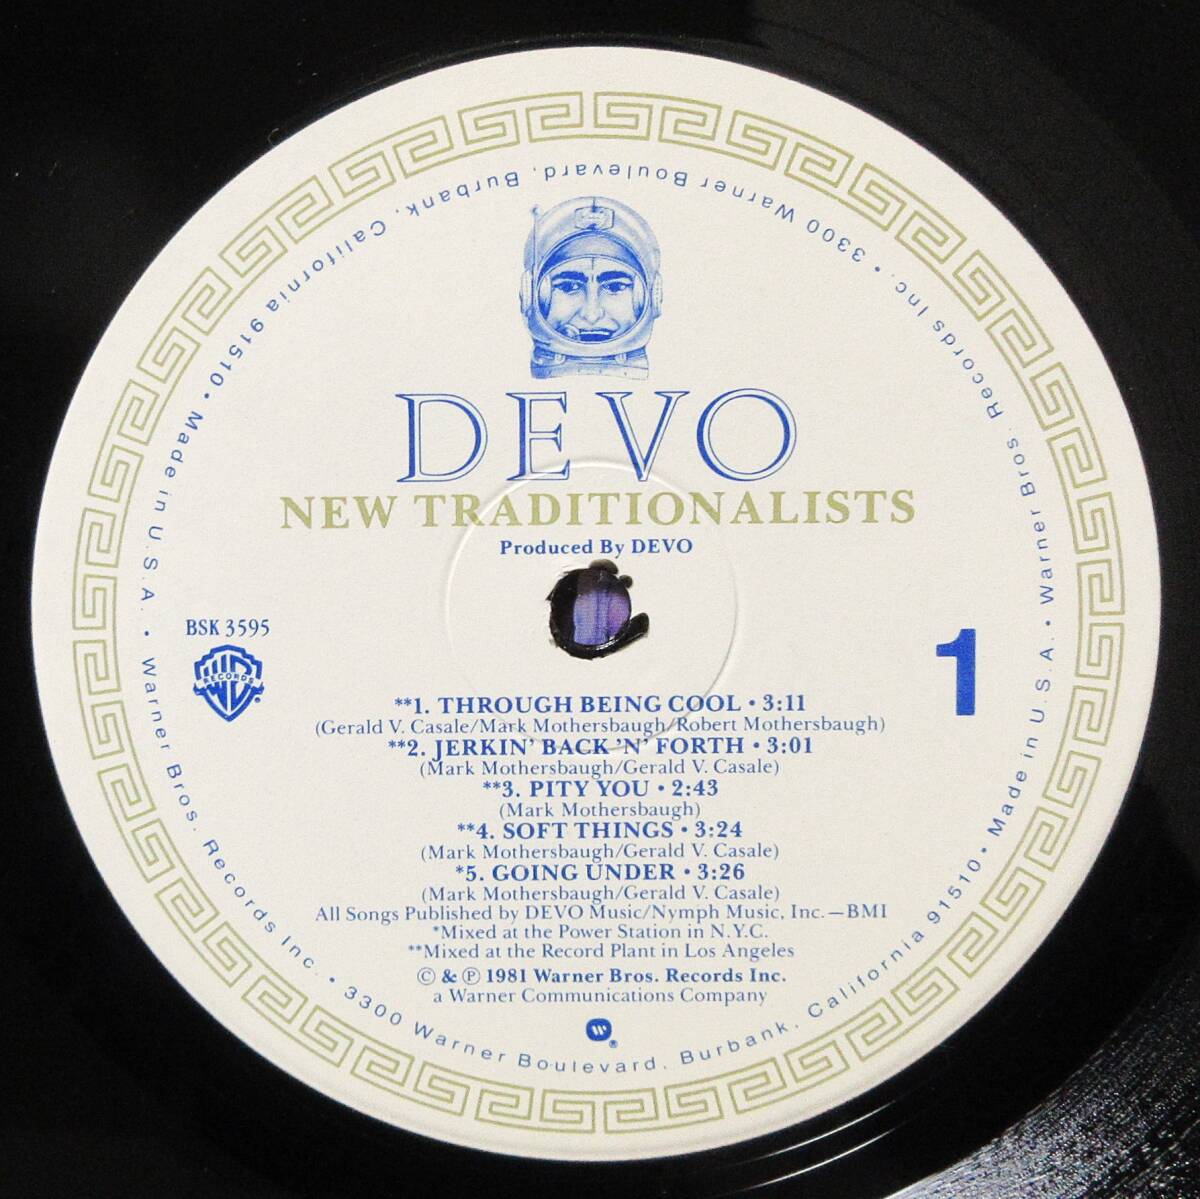 DEVO
NEW TRADITIONALISTS
Produced By DEVO
BSK 3595
WB
RECORDS
1
**1. THROUGH BEING COOL • 3:11
(Gerald V. Casale/Mark Mothersbaugh/Robert Mothersbaugh)
**2. JERKIN' BACK 'N' FORTH • 3:01
(Mark Mothersbaugh/Gerald V. Casale)
**3. PITY YOU • 2:43
(Mark Mothersbaugh)
**4. SOFT THINGS • 3:24
(Mark Mothersbaugh/Gerald V. Casale)
*5. GOING UNDER • 3:26
(Mark Mothersbaugh/Gerald V. Casale)
All Songs Published by DEVO Music/Nymph Music, Inc.—BMI
*Mixed at the Power Station in N.Y.C.
**Mixed at the Record Plant in Los Angeles
© & ℗ 1981 Warner Bros. Records Inc.
a Warner Communications Company
W®
Warner Bros. Records Inc. • 3300 Warner Boulevard, Burbank, California 91510 • Made in U.S.A. • Warner Bros. Records Inc. • 3300 Warner Boulevard, Burbank, California 91510 • Made in U.S.A. •